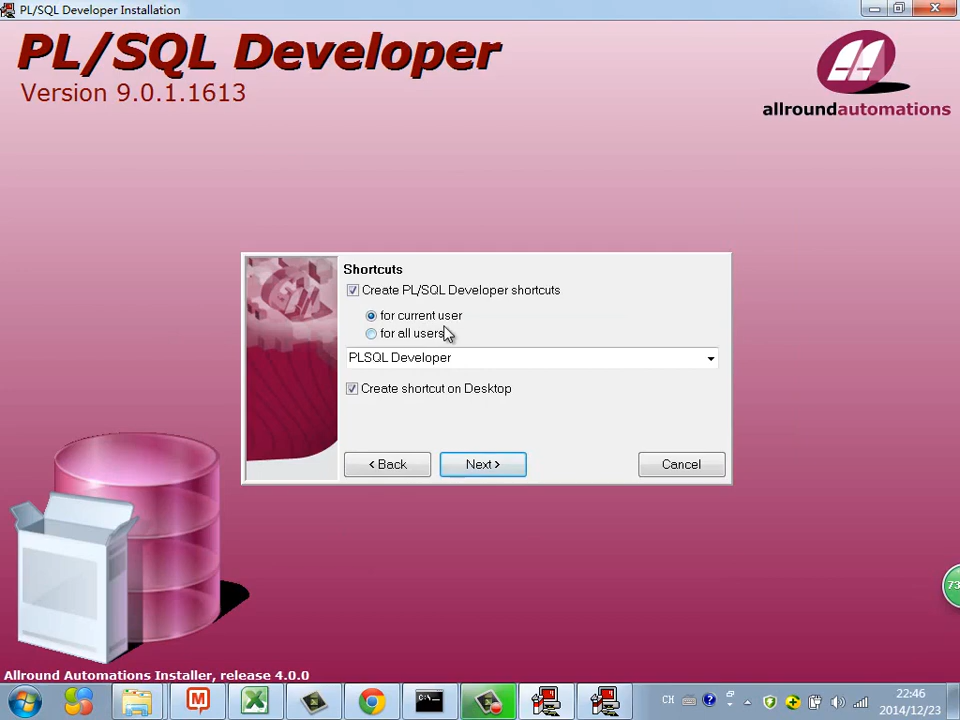 PL/SQL Developer Installation
PL/SQL Developer
Version 9.0.1.1613
allroundautomations
Shortcuts
Create PL/SQL Developer shortcuts
for current user
for all users
PLSQL Developer
Create shortcut on Desktop
< Back
Next >
Cancel
73
Allround Automations Installer, release 4.0.0
C:\_
CH
22:46
2014/12/23